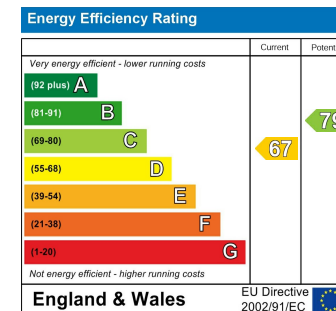 Energy Efficiency Rating
Current
Very energy efficient - lower running costs
(92 plus) A
(81-91) B
79
(69-80) C
67
(55-68) D
(39-54) E
(21-38) F
(1-20) G
Not energy efficient - higher running costs
England & Wales
EU Directive
2002/91/EC